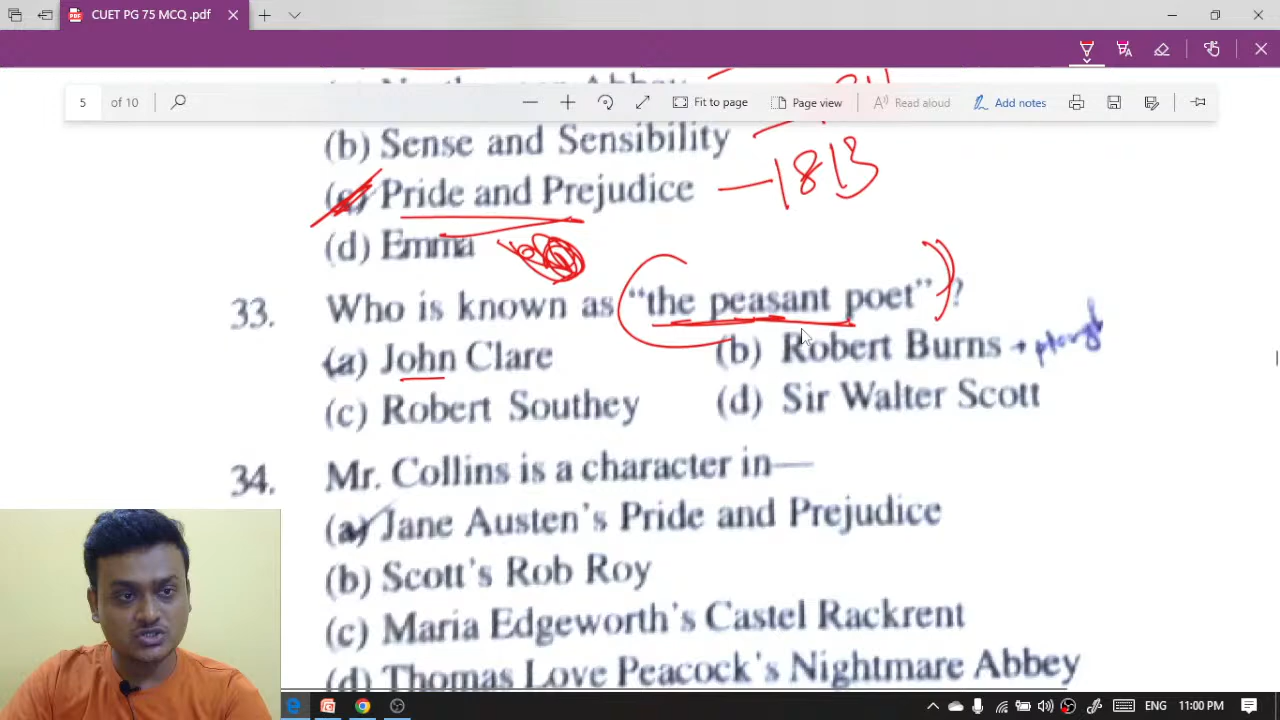 CUET PG 75 MCQ .pdf
5 of 10
Fit to page
Page view
Read aloud
Add notes
(b) Sense and Sensibility
(c) Pride and Prejudice — 1813
(d) Emma
33. Who is known as “the peasant poet” ?
(a) John Clare (b) Robert Burns
(c) Robert Southey (d) Sir Walter Scott
34. Mr. Collins is a character in—
(a) Jane Austen's Pride and Prejudice
(b) Scott's Rob Roy
(c) Maria Edgeworth's Castel Rackrent
(d) Thomas Love Peacock's Nightmare Abbey
ENG 11:00 PM